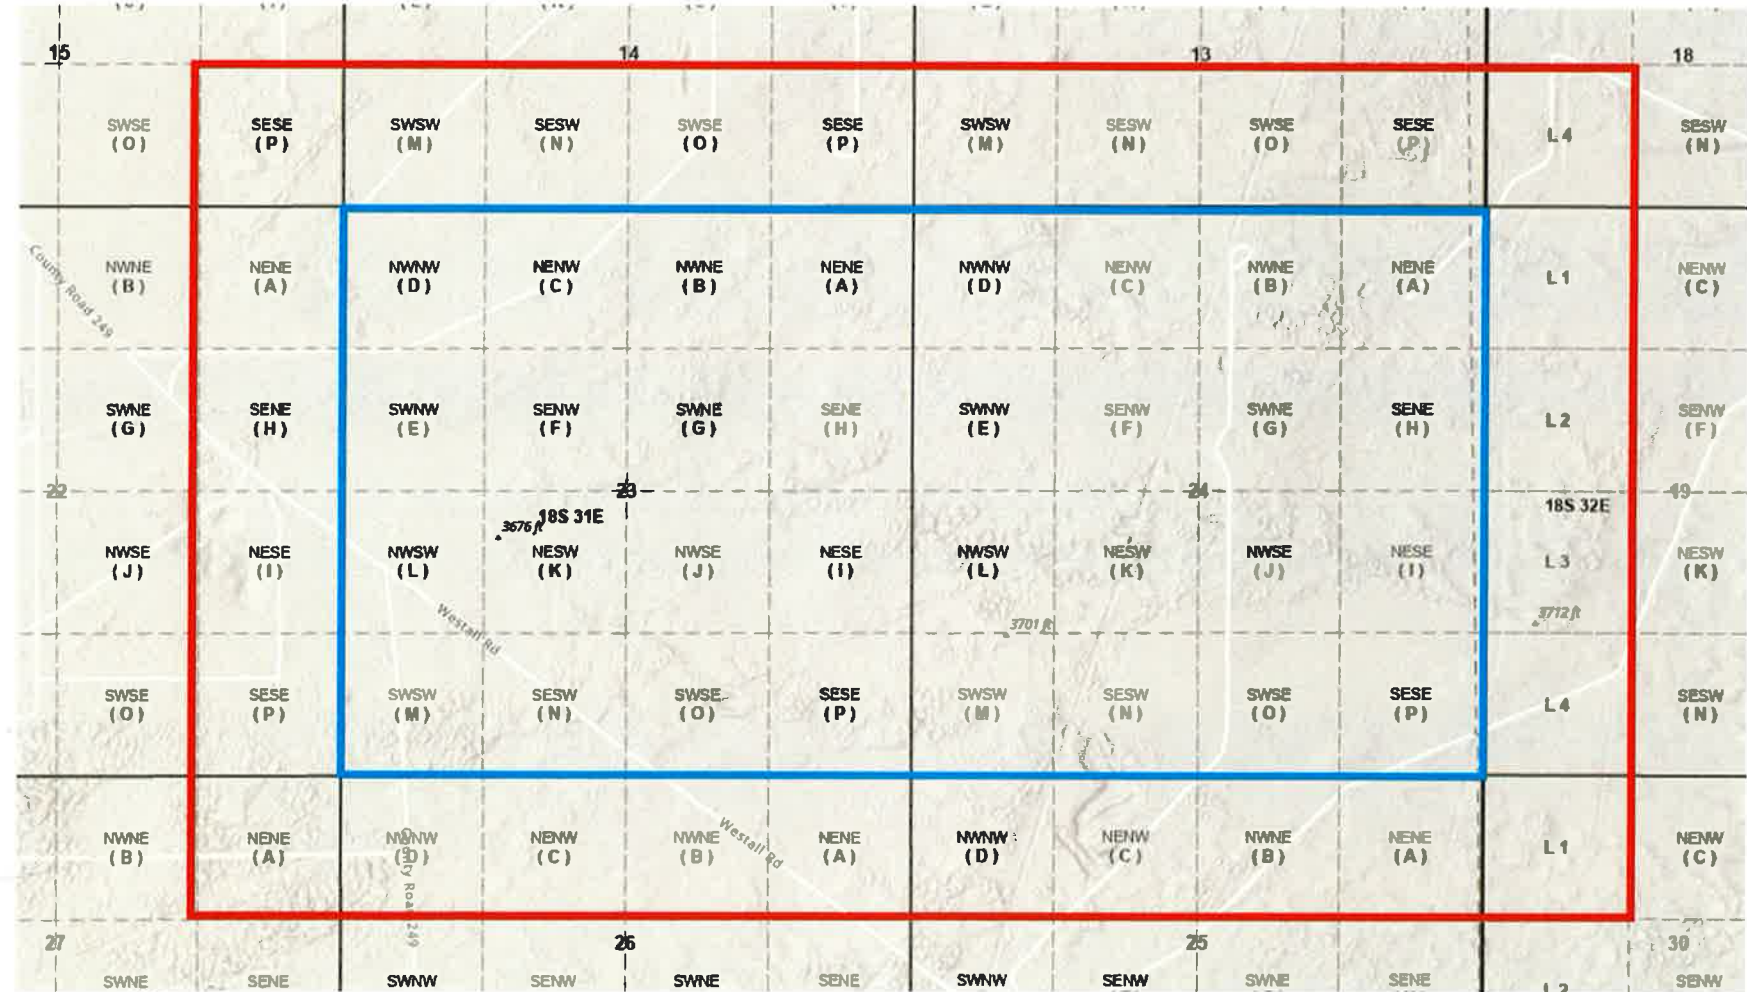 15 14 13 18
SWSE SESE SWSW SESW SWSE SESE SWSW SESW SWSE SESE L 4 SESW
(O) (P) (M) (N) (O) (P) (M) (N) (O) (P) (N)
County Road 249
NWNE NENE NWNW NENW NWNE NENE NWNW NENW NWNE NENE L 1 NENW
(B) (A) (D) (C) (B) (A) (D) (C) (B) (A) (C)
SWNE SENE SWNW SENW SWNE SENE SWNW SENW SWNE SENE L 2 SENW
(G) (H) (E) (F) (G) (H) (E) (F) (G) (H) (F)
22 23 24 19
3676 ft 18S 31E 18S 32E
NWSE NESE NWSW NESW NWSE NESE NWSW NESW NWSE NESE L 3 NESW
(J) (I) (L) (K) (J) (I) (L) (K) (J) (I) (K)
Westall Rd 3701 ft 3712 ft
SWSE SESE SWSW SESW SWSE SESE SWSW SESW SWSE SESE L 4 SESW
(O) (P) (M) (N) (O) (P) (M) (N) (O) (P) (N)
NWNE NENE NWNW NENW NWNE NENE NWNW NENW NWNE NENE L 1 NENW
(B) (A) (D) (C) (B) (A) (D) (C) (B) (A) (C)
Westall Rd
County Road 249
27 26 25 30
SWNE SENE SWNW SENW SWNE SENE SWNW SENW SWNE SENE L 2 SENW